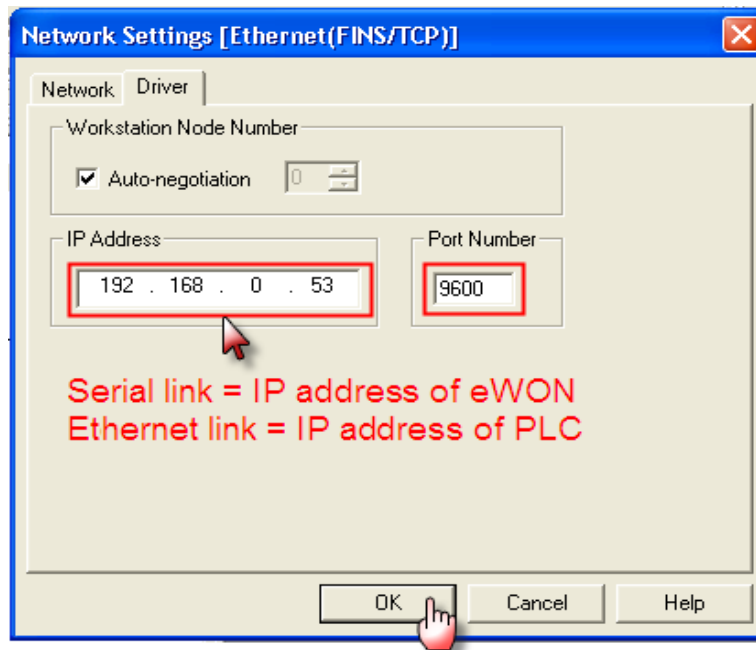 Network Settings [Ethernet(FINS/TCP)]
Network Driver
Workstation Node Number
Auto-negotiation 0
IP Address Port Number
192 . 168 . 0 . 53 9600
Serial link = IP address of eWON
Ethernet link = IP address of PLC
OK Cancel Help